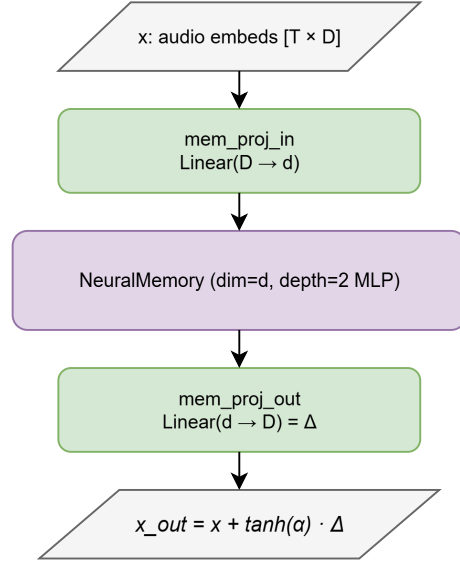 x: audio embeds [T × D]
mem_proj_in
Linear(D → d)
NeuralMemory (dim=d, depth=2 MLP)
mem_proj_out
Linear(d → D) = Δ
x_out = x + tanh(α) · Δ